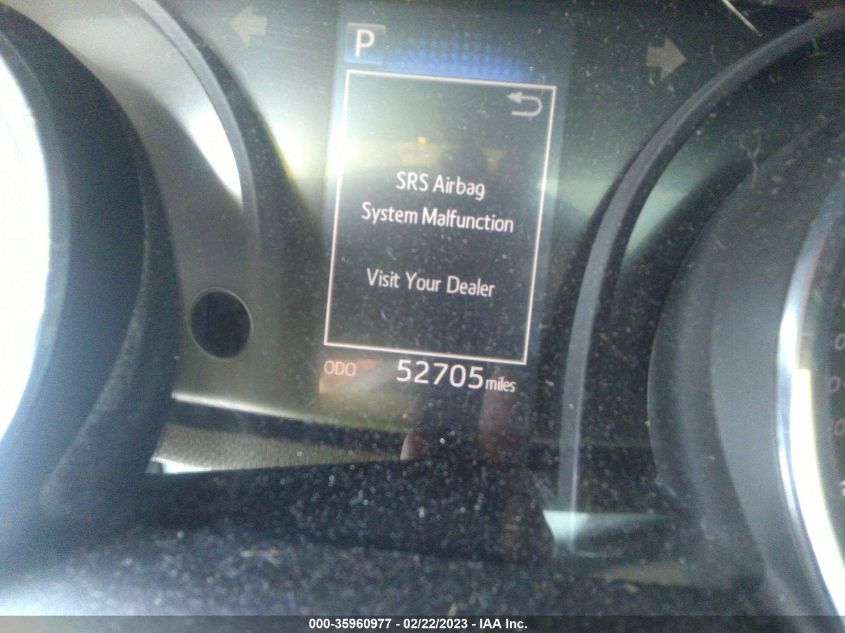 P
SRS Airbag
System Malfunction
Visit Your Dealer
ODO 52705 miles
000-35960977 - 02/22/2023 - IAA Inc.